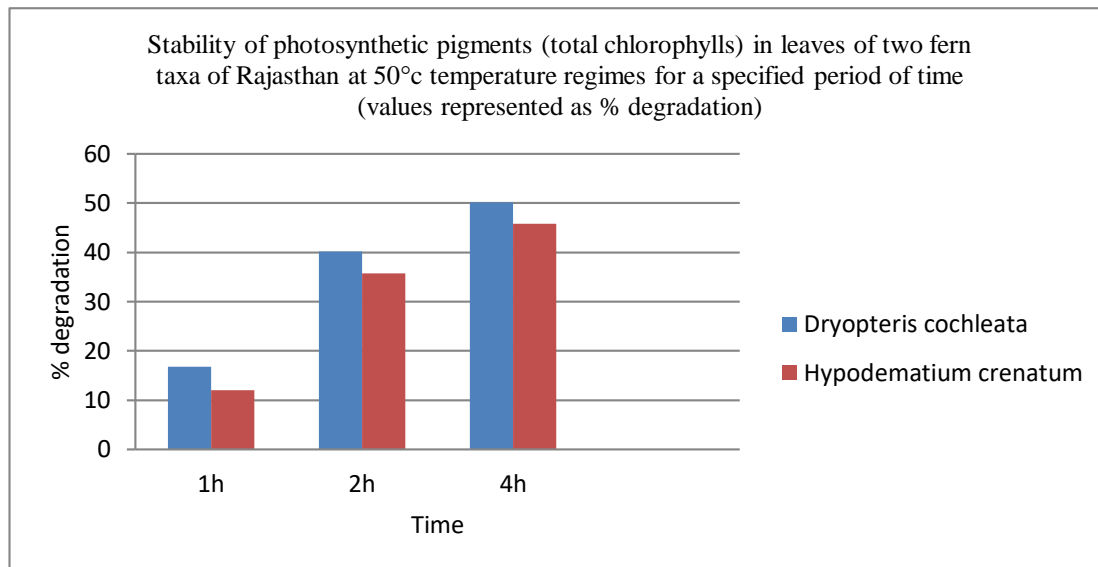 Stability of photosynthetic pigments (total chlorophylls) in leaves of two fern
taxa of Rajasthan at 50°c temperature regimes for a specified period of time
(values represented as % degradation)
60
50
40
30
20
10
0
% degradation
1h 2h 4h
Time
Dryopteris cochleata
Hypodematium crenatum